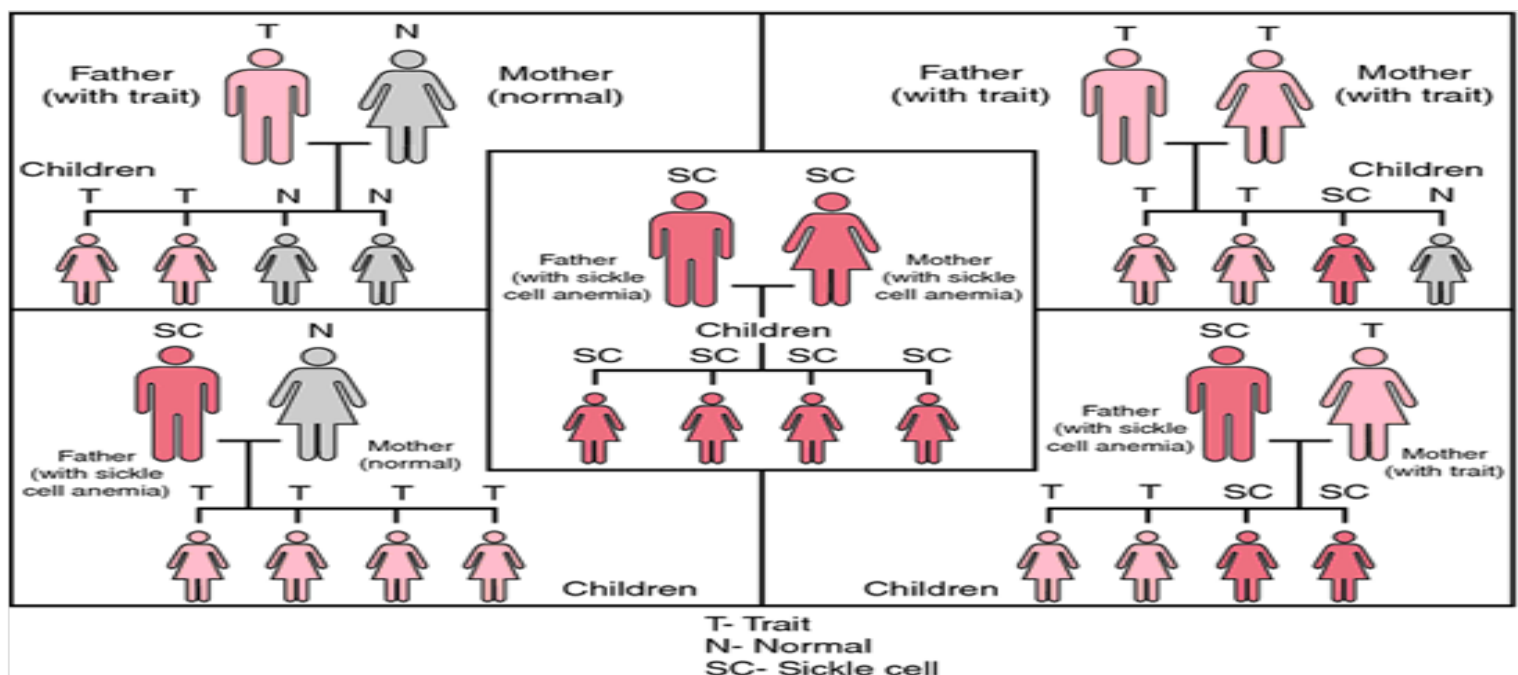 T N
Father
(with trait)
Mother
(normal)
Children
T T N N
T T
Father
(with trait)
Mother
(with trait)
Children
T T SC N
SC SC
Father
(with sickle
cell anemia)
Mother
(with sickle
cell anemia)
Children
SC SC SC SC
SC N
Father
(with sickle
cell anemia)
Mother
(normal)
T T T T
Children
SC T
Father
(with sickle
cell anemia)
Mother
(with trait)
T T SC SC
Children
T- Trait
N- Normal
SC- Sickle cell